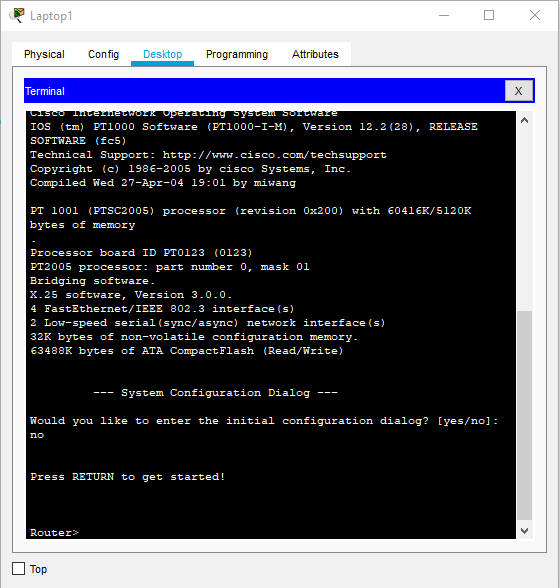 Laptop1
Physical Config Desktop Programming Attributes
Terminal
X
Cisco Internetwork Operating System Software
IOS (tm) PT1000 Software (PT1000-I-M), Version 12.2(28), RELEASE
SOFTWARE (fc5)
Technical Support: http://www.cisco.com/techsupport
Copyright (c) 1986-2005 by cisco Systems, Inc.
Compiled Wed 27-Apr-04 19:01 by miwang
PT 1001 (PTSC2005) processor (revision 0x200) with 60416K/5120K
bytes of memory
.
Processor board ID PT0123 (0123)
PT2005 processor: part number 0, mask 01
Bridging software.
X.25 software, Version 3.0.0.
4 FastEthernet/IEEE 802.3 interface(s)
2 Low-speed serial(sync/async) network interface(s)
32K bytes of non-volatile configuration memory.
63488K bytes of ATA CompactFlash (Read/Write)
--- System Configuration Dialog ---
Would you like to enter the initial configuration dialog? [yes/no]:
no
Press RETURN to get started!
Router>
Top